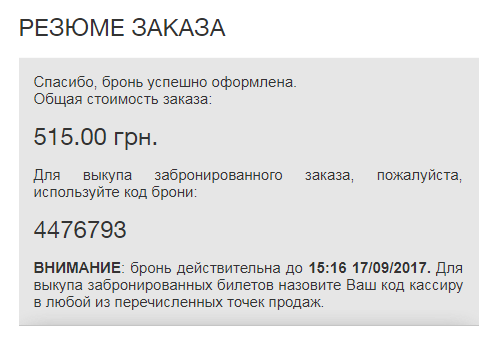 РЕЗЮМЕ ЗАКАЗА
Спасибо, бронь успешно оформлена.
Общая стоимость заказа:
515.00 грн.
Для выкупа забронированного заказа, пожалуйста,
используйте код брони:
4476793
ВНИМАНИЕ: бронь действительна до 15:16 17/09/2017. Для
выкупа забронированных билетов назовите Ваш код кассиру
в любой из перечисленных точек продаж.